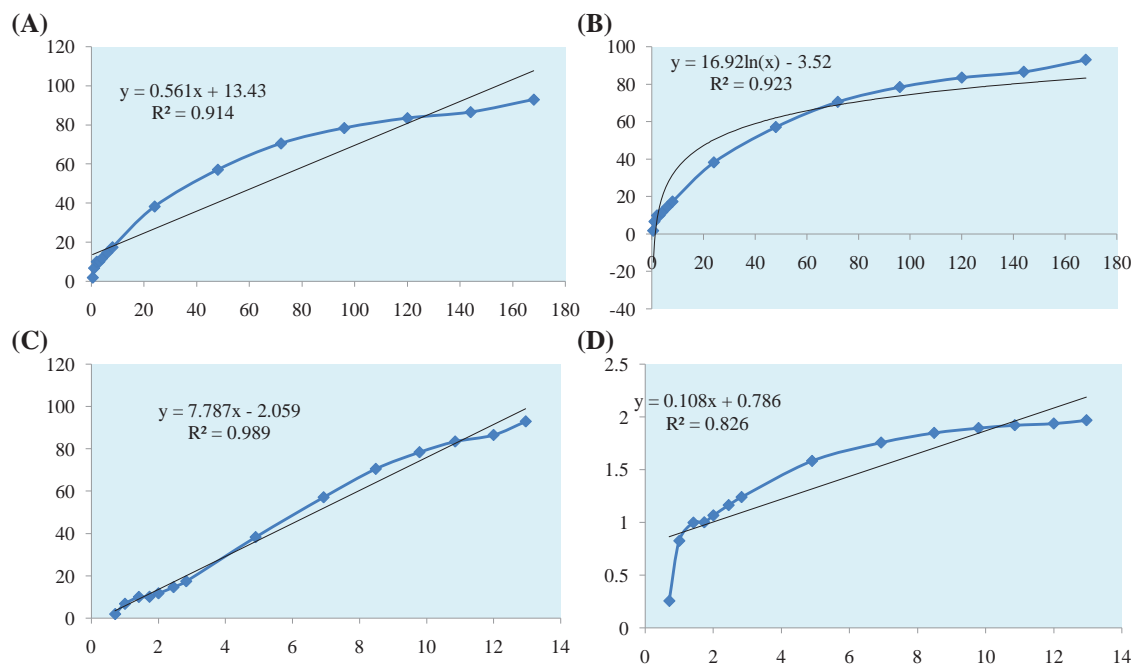 (A)
120
100
80
60
40
20
0
y = 0.561x + 13.43
R² = 0.914
0 20 40 60 80 100 120 140 160 180
(B)
100
80
60
40
20
0
-20
-40
y = 16.92ln(x) - 3.52
R² = 0.923
0 20 40 60 80 100 120 140 160 180
(C)
120
100
80
60
40
20
0
y = 7.787x - 2.059
R² = 0.989
0 2 4 6 8 10 12 14
(D)
2.5
2
1.5
1
0.5
0
y = 0.108x + 0.786
R² = 0.826
0 2 4 6 8 10 12 14